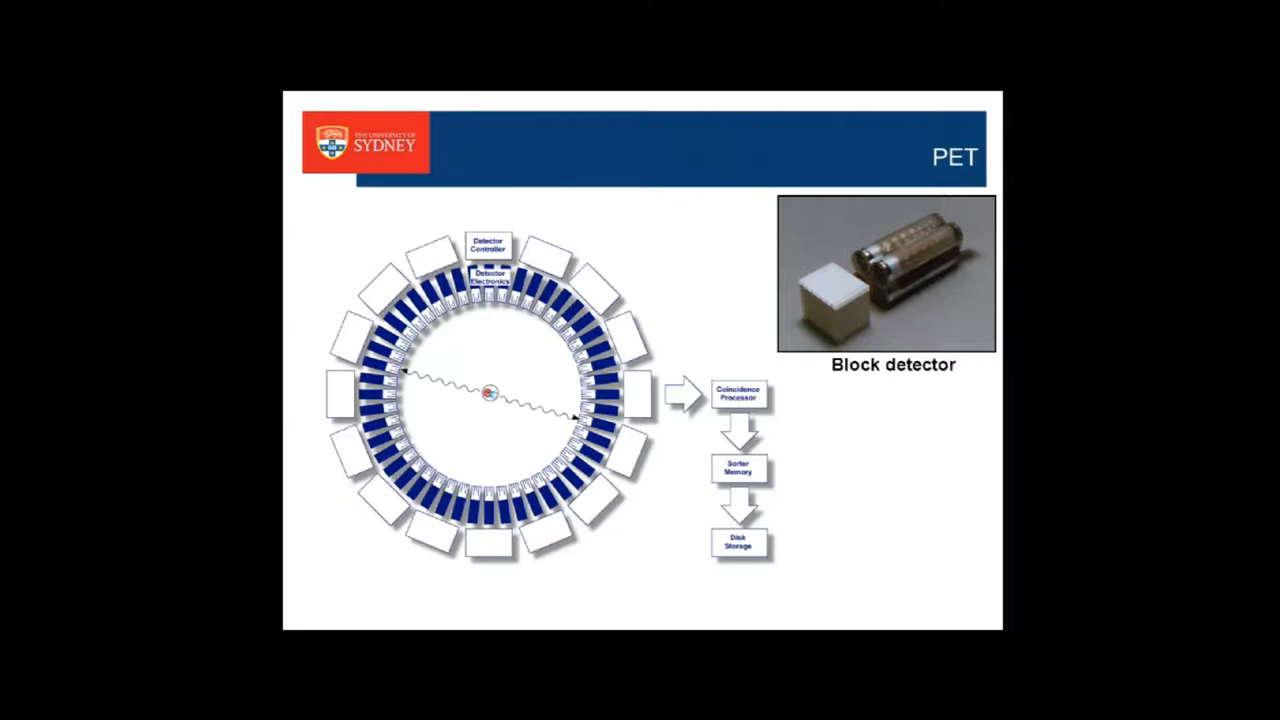 THE UNIVERSITY OF
SYDNEY
PET
Detector
Controller
Detector
Electronics
Block detector
Coincidence
Processor
Sorter
Memory
Disk
Storage